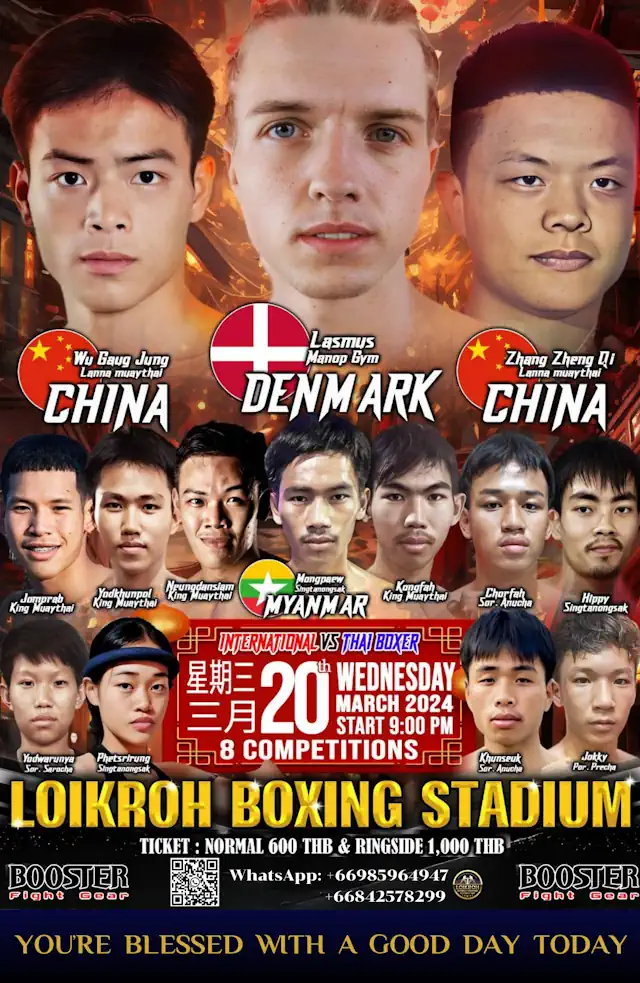 Wu Gaug Jung
Lanna muaythai
CHINA
Lasmus
Manop Gym
DENMARK
Zhang Zheng Qi
Lanna muaythai
CHINA
Jomprab
King Muaythai
Yodkhunpol
King Muaythai
Neungdansiam
King Muaythai
Mongpaew
Singtanongsak
MYANMAR
Kongfah
King Muaythai
Chorfah
Sor. Anucha
Hippy
Singtanongsak
INTERNATIONAL VS THAI BOXER
星期三
三月
20th
WEDNESDAY
MARCH 2024
START 9:00 PM
8 COMPETITIONS
Yodwarunya
Sor. Sarocha
Phetsrirung
Singtanongsak
Khunseuk
Sor. Anucha
Jokky
Por. Precha
LOIKROH BOXING STADIUM
TICKET : NORMAL 600 THB & RINGSIDE 1,000 THB
BOOSTER
Fight Gear
WhatsApp: +66985964947
+66842578299
LOIKROH
BOOSTER
Fight Gear
YOU'RE BLESSED WITH A GOOD DAY TODAY